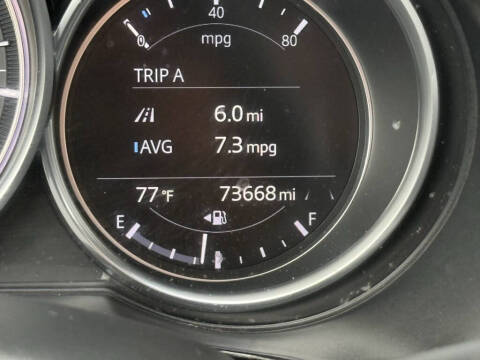 40
0 mpg 80
TRIP A
6.0 mi
AVG 7.3 mpg
77 °F 73668 mi
E F